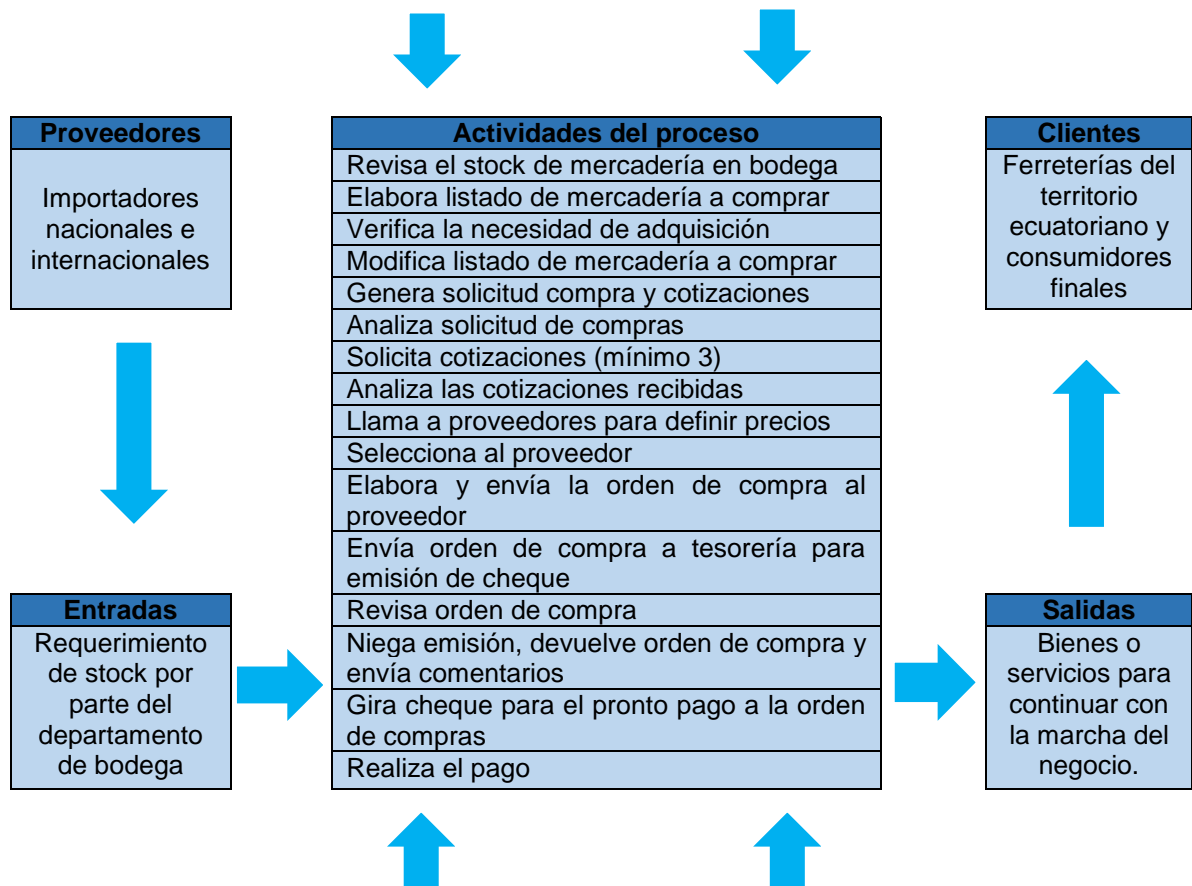 Proveedores
Importadores
nacionales e
internacionales
Entradas
Requerimiento
de stock por
parte del
departamento
de bodega
Actividades del proceso
Revisa el stock de mercadería en bodega
Elabora listado de mercadería a comprar
Verifica la necesidad de adquisición
Modifica listado de mercadería a comprar
Genera solicitud compra y cotizaciones
Analiza solicitud de compras
Solicita cotizaciones (mínimo 3)
Analiza las cotizaciones recibidas
Llama a proveedores para definir precios
Selecciona al proveedor
Elabora y envía la orden de compra al
proveedor
Envía orden de compra a tesorería para
emisión de cheque
Revisa orden de compra
Niega emisión, devuelve orden de compra y
envía comentarios
Gira cheque para el pronto pago a la orden
de compras
Realiza el pago
Clientes
Ferreterías del
territorio
ecuatoriano y
consumidores
finales
Salidas
Bienes o
servicios para
continuar con
la marcha del
negocio.